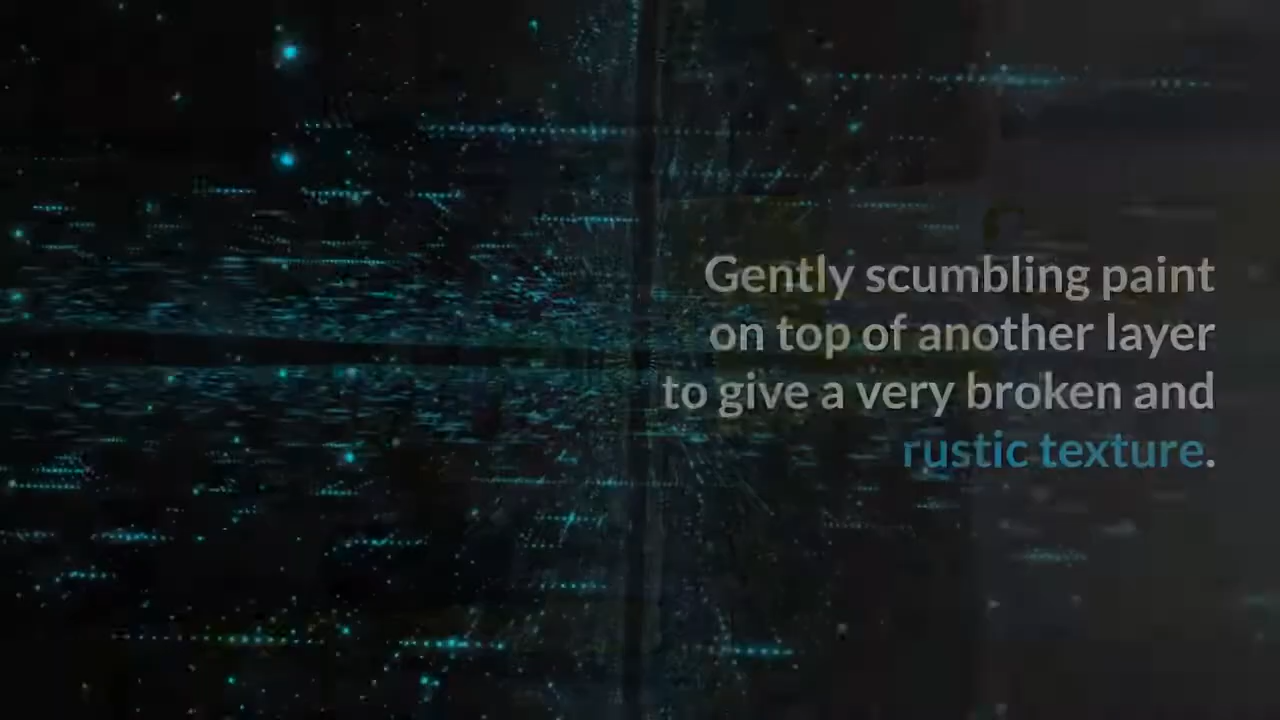 Gently scumbling paint
on top of another layer
to give a very broken and
rustic texture.